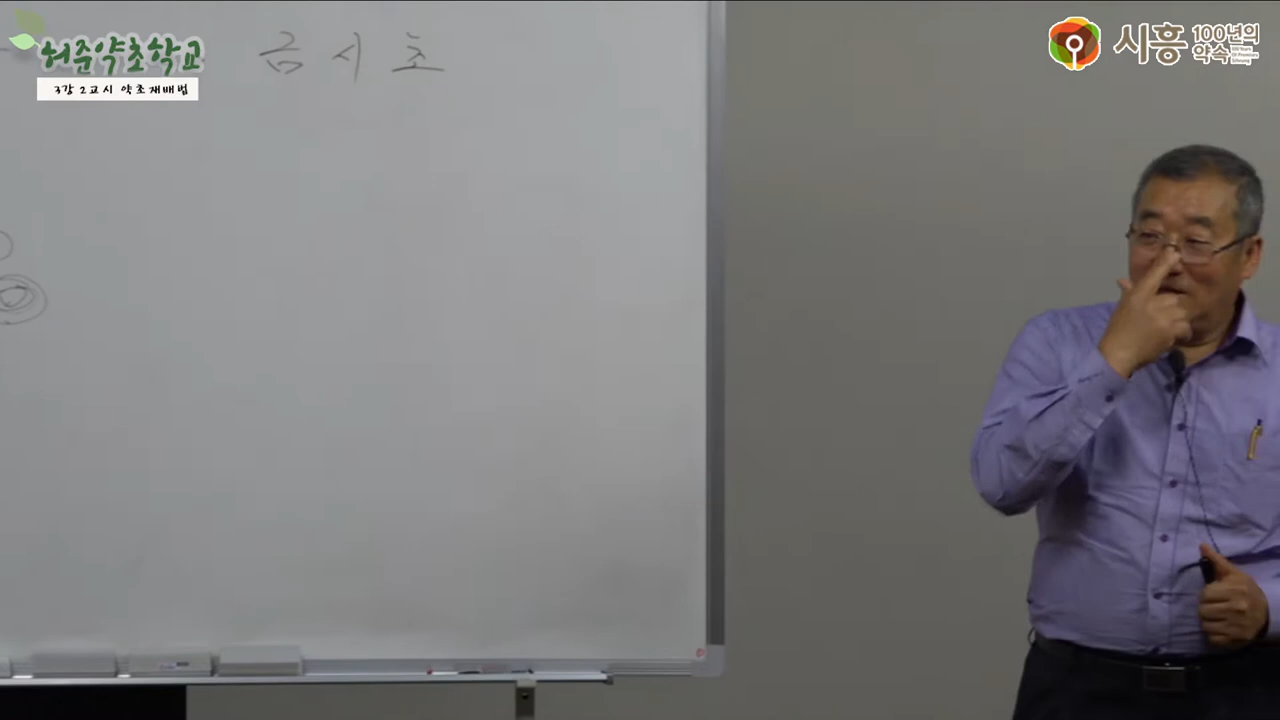 허준약초학교
3강 2교시 약초재배법
금시초
시흥
100년의
약속